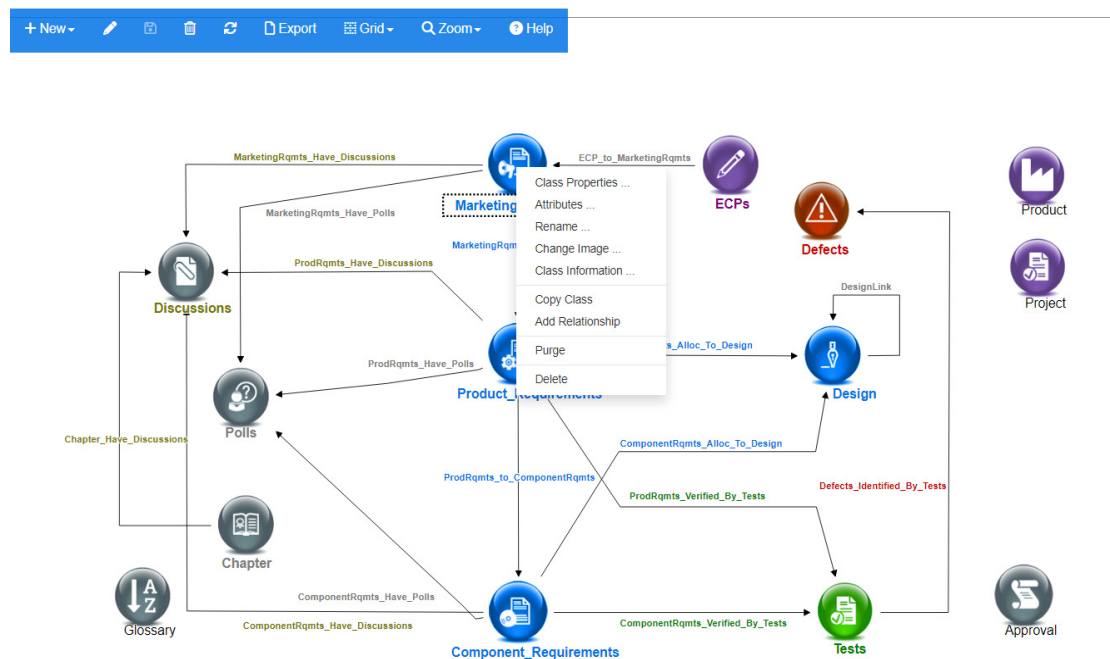 New
Export
Grid
Zoom
Help
MarketingRqmts_Have_Discussions
ECP_to_MarketingRqmts
Class Properties ...
Attributes ...
Rename ...
Change Image ...
Class Information ...
Copy Class
Add Relationship
Purge
Delete
Marketing
ECPs
Product
MarketingRqmts_Have_Polls
MarketingRqm
Defects
ProdRqmts_Have_Discussions
DesignLink
Project
Discussions
s_Alloc_To_Design
ProdRqmts_Have_Polls
Product_Requirements
Design
Polls
Chapter_Have_Discussions
ComponentRqmts_Alloc_To_Design
ProdRqmts_to_ComponentRqmts
Defects_Identified_By_Tests
ProdRqmts_Verified_By_Tests
Chapter
A
Z
ComponentRqmts_Have_Polls
Glossary
ComponentRqmts_Have_Discussions
ComponentRqmts_Verified_By_Tests
Approval
Component_Requirements
Tests